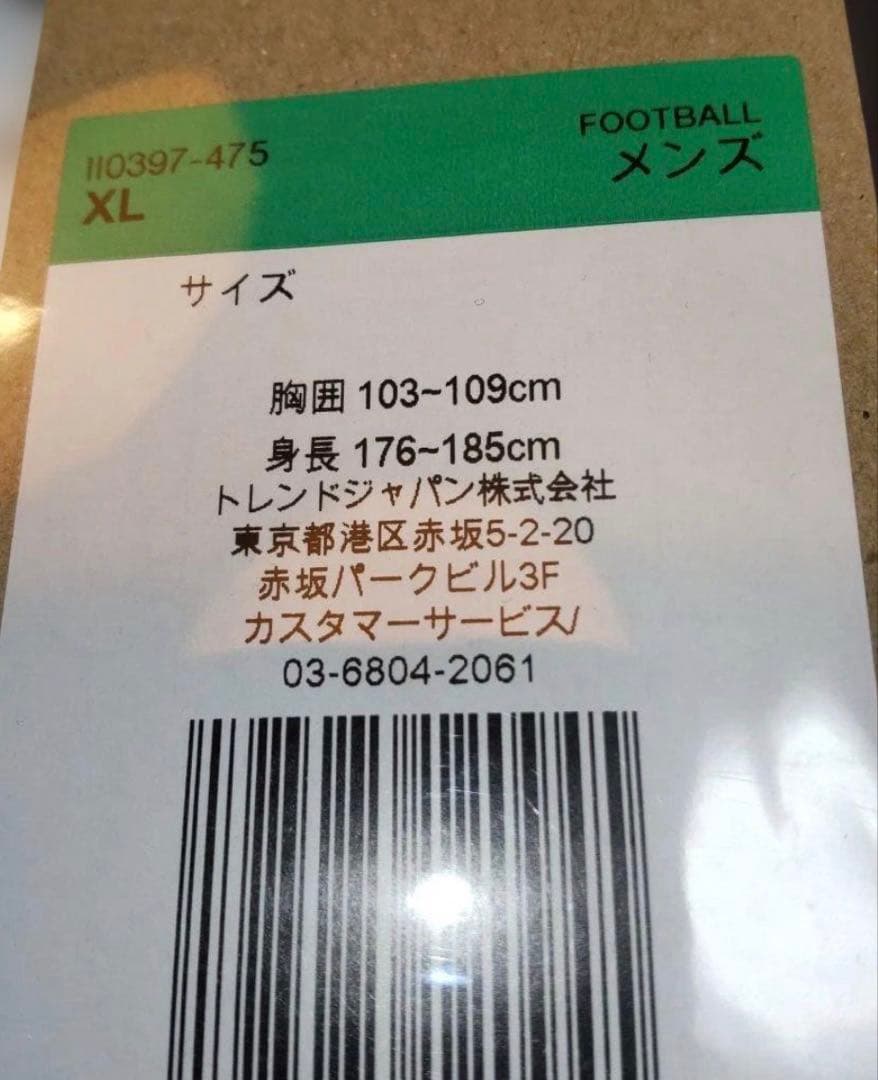 II0397-475
FOOTBALL
XL
メンズ
サイズ
胸囲 103~109cm
身長 176~185cm
トレンドジャパン株式会社
東京都港区赤坂5-2-20
赤坂パークビル3F
カスタマーサービス/
03-6804-2061